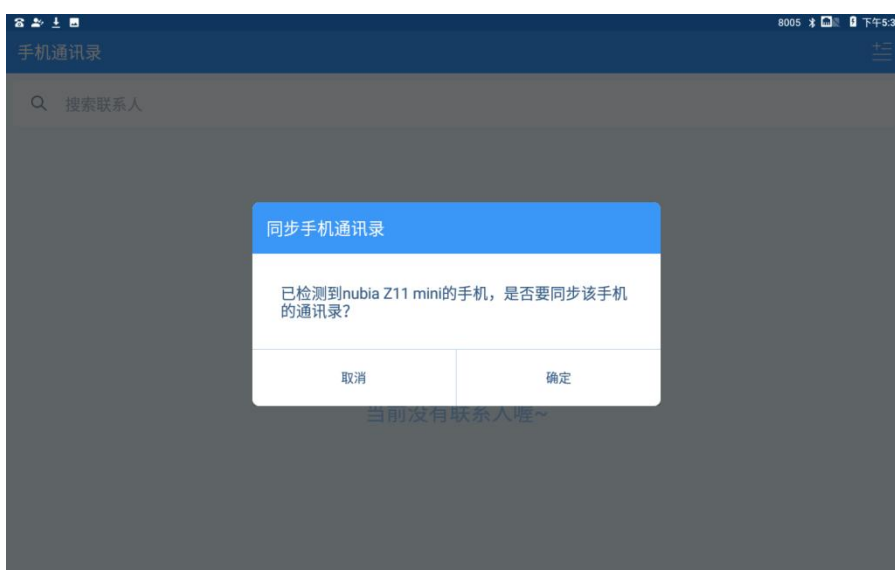 8005 下午5:3
手机通讯录
搜索联系人
同步手机通讯录
已检测到nubia Z11 mini的手机，是否要同步该手机
的通讯录？
取消 确定
当前没有联系人喔~